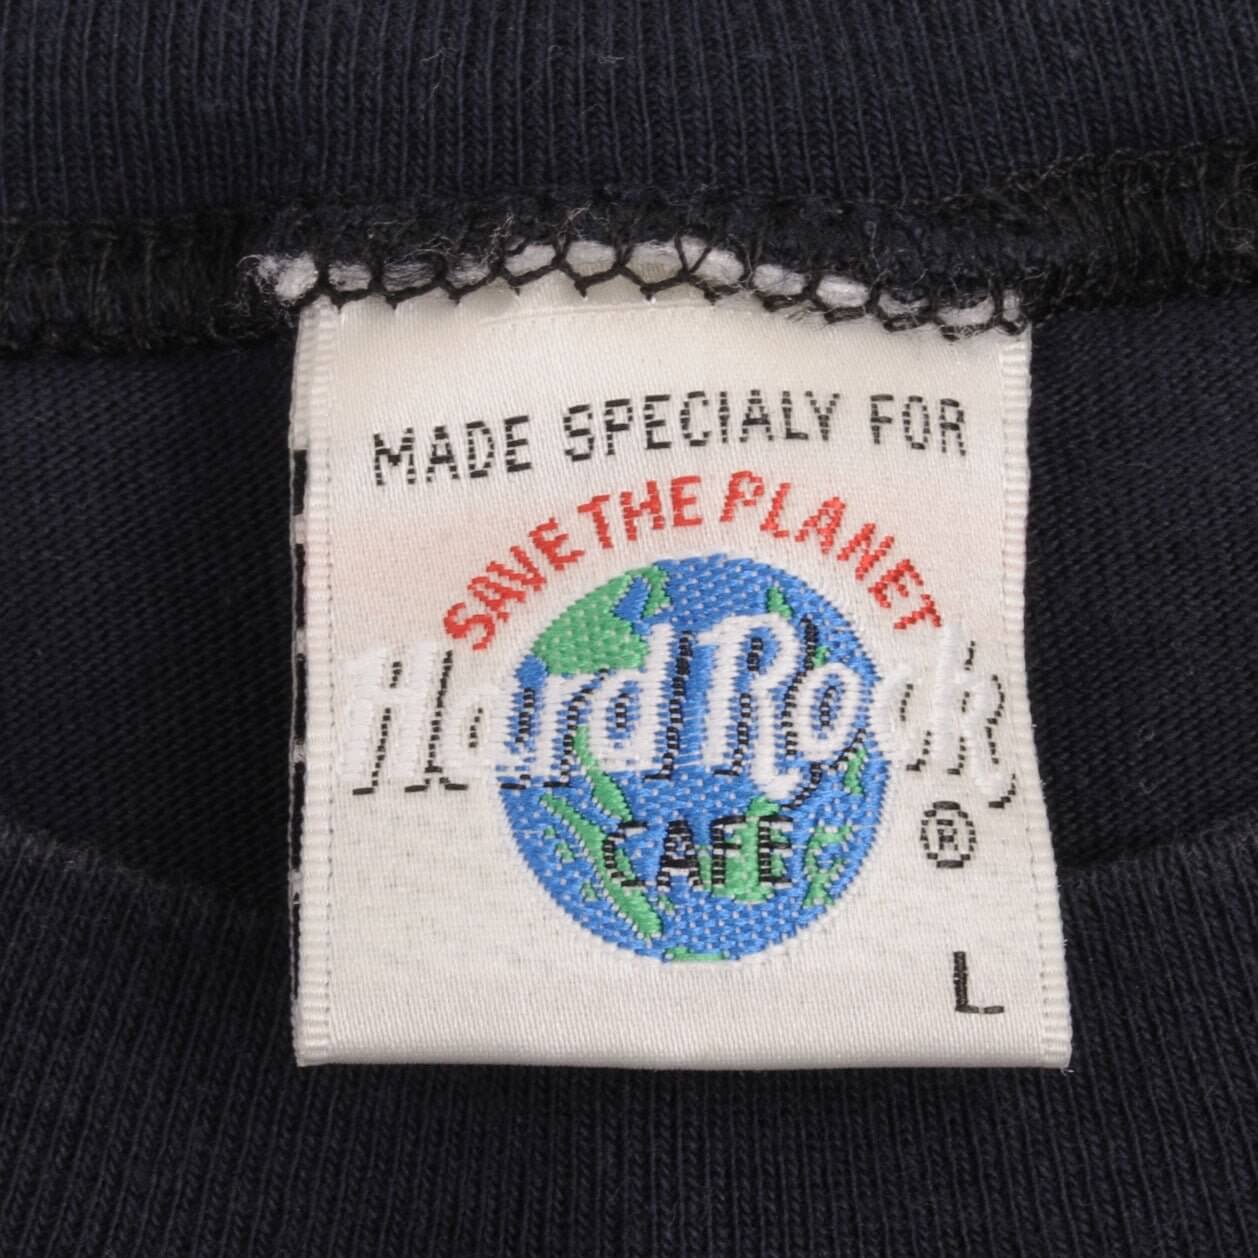 MADE SPECIALY FOR
SAVE THE PLANET
Hard Rock
CAFE ®
L